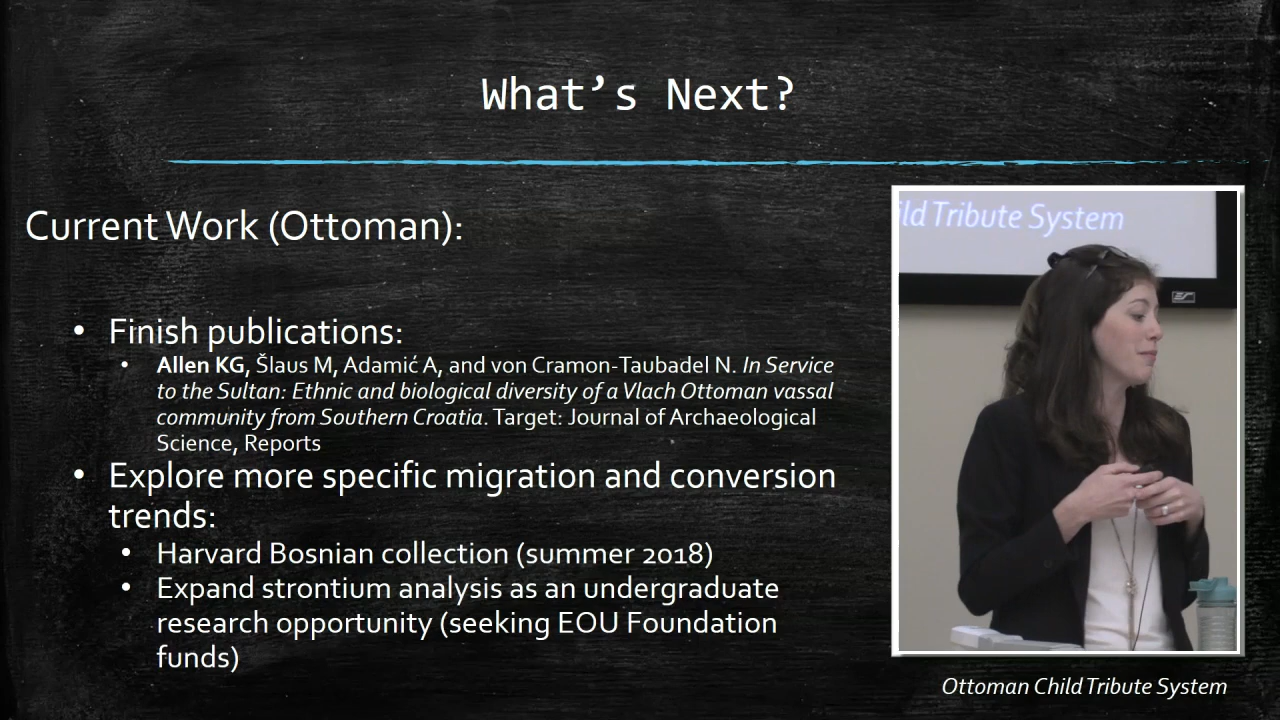 What's Next?
Current Work (Ottoman):
• Finish publications:
• Allen KG, Šlaus M, Adamić A, and von Cramon-Taubadel N. In Service
to the Sultan: Ethnic and biological diversity of a Vlach Ottoman vassal
community from Southern Croatia. Target: Journal of Archaeological
Science, Reports
• Explore more specific migration and conversion
trends:
• Harvard Bosnian collection (summer 2018)
• Expand strontium analysis as an undergraduate
research opportunity (seeking EOU Foundation
funds)
ild Tribute System
Ottoman Child Tribute System